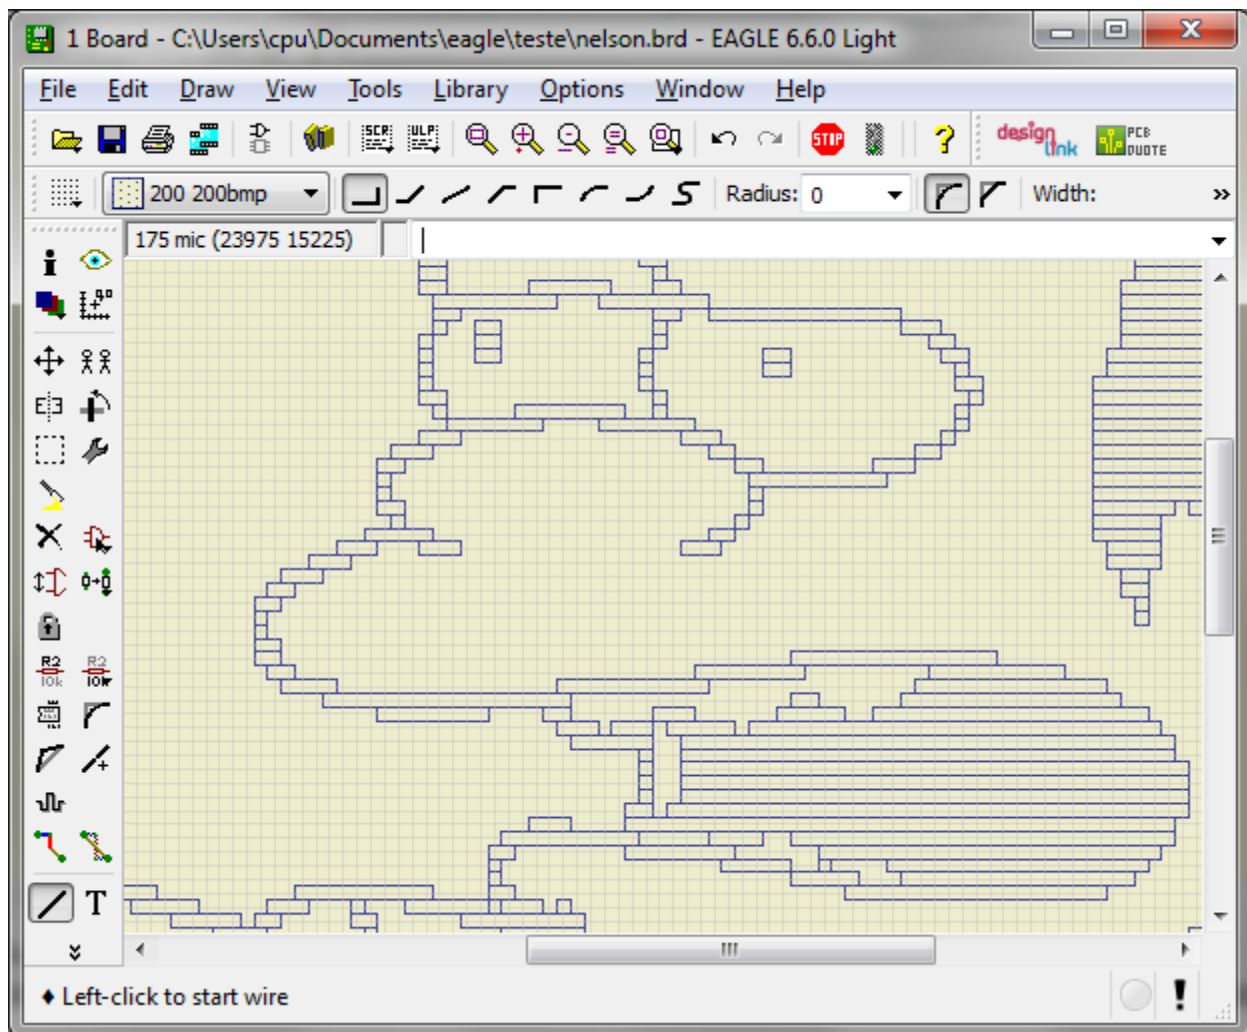 1 Board - C:\Users\cpu\Documents\eagle\teste\nelson.brd - EAGLE 6.6.0 Light
File Edit Draw View Tools Library Options Window Help
SCR ULP STOP ? design link PCB QUOTE
200 200bmp Radius: 0 Width: »
175 mic (23975 15225)
R2 R2
10k 10k
T
Left-click to start wire